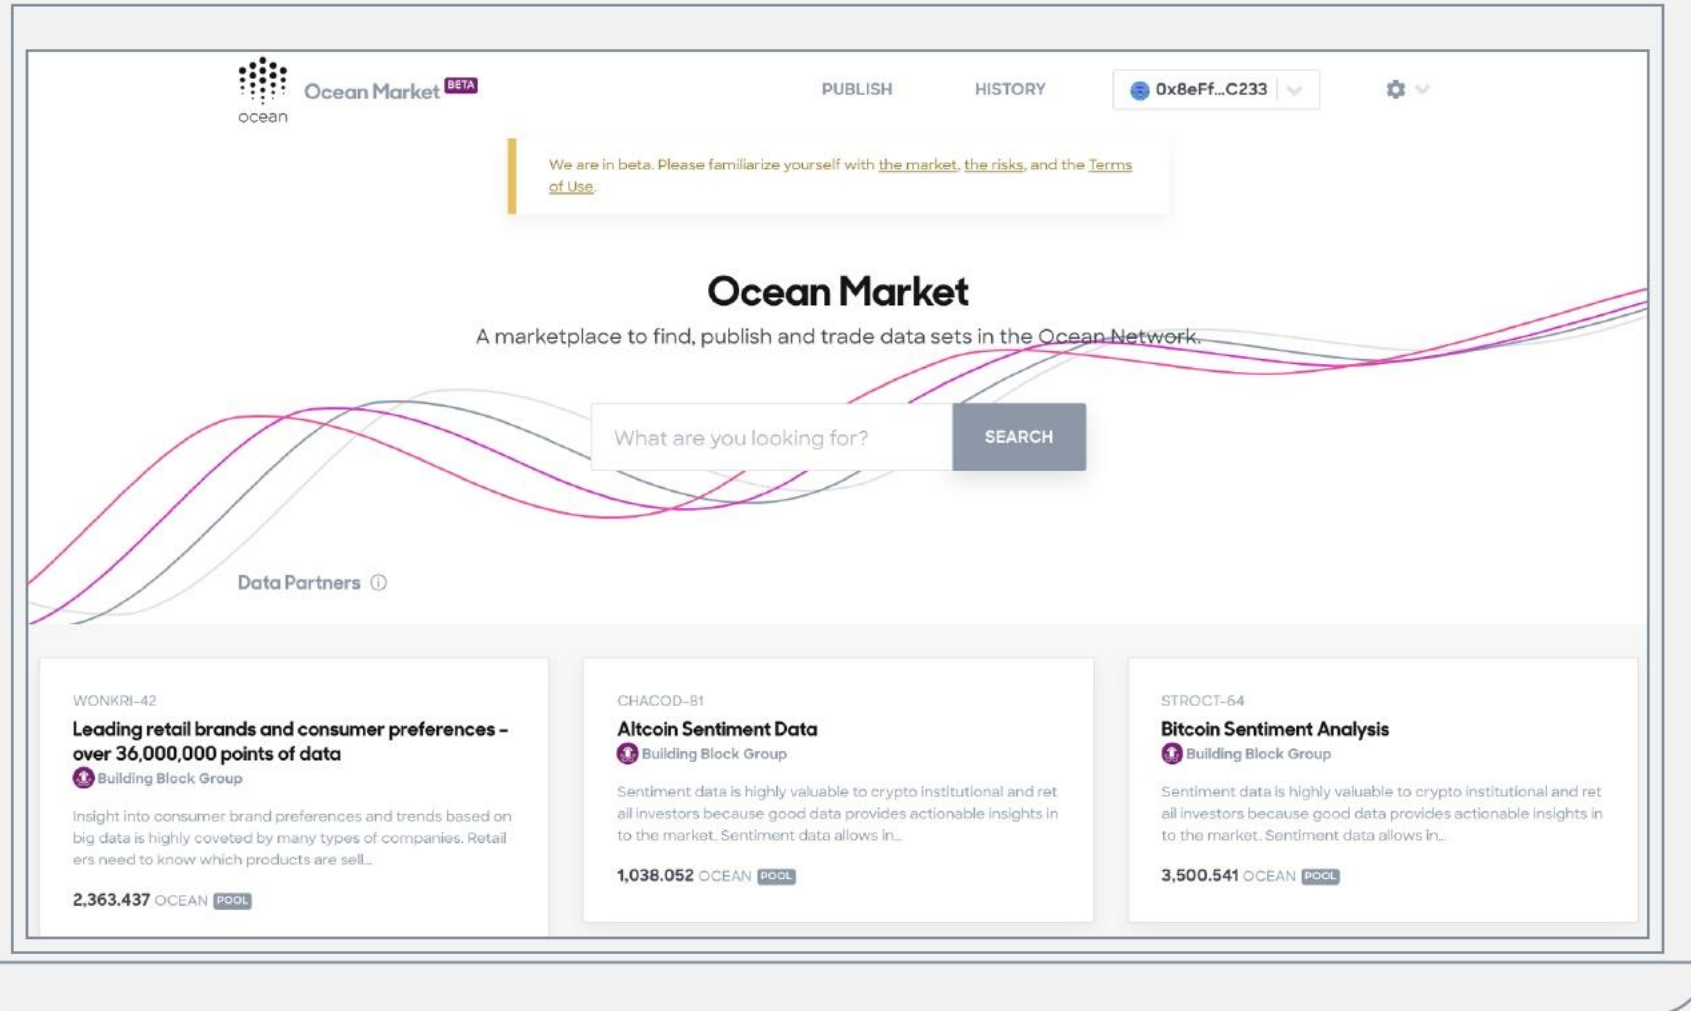 ocean
Ocean Market BETA
PUBLISH
HISTORY
0x8eFf...C233
We are in beta. Please familiarize yourself with the market, the risks, and the Terms
of Use.
Ocean Market
A marketplace to find, publish and trade data sets in the Ocean Network.
What are you looking for?
SEARCH
Data Partners
WONKRI-42
Leading retail brands and consumer preferences –
over 36,000,000 points of data
Building Block Group
Insight into consumer brand preferences and trends based on
big data is highly coveted by many types of companies. Retail
ers need to know which products are sell...
2,363.437 OCEAN POOL
CHACOD-81
Altcoin Sentiment Data
Building Block Group
Sentiment data is highly valuable to crypto institutional and ret
ail investors because good data provides actionable insights in
to the market. Sentiment data allows in...
1,038.052 OCEAN POOL
STROCT-64
Bitcoin Sentiment Analysis
Building Block Group
Sentiment data is highly valuable to crypto institutional and ret
ail investors because good data provides actionable insights in
to the market. Sentiment data allows in...
3,500.541 OCEAN POOL